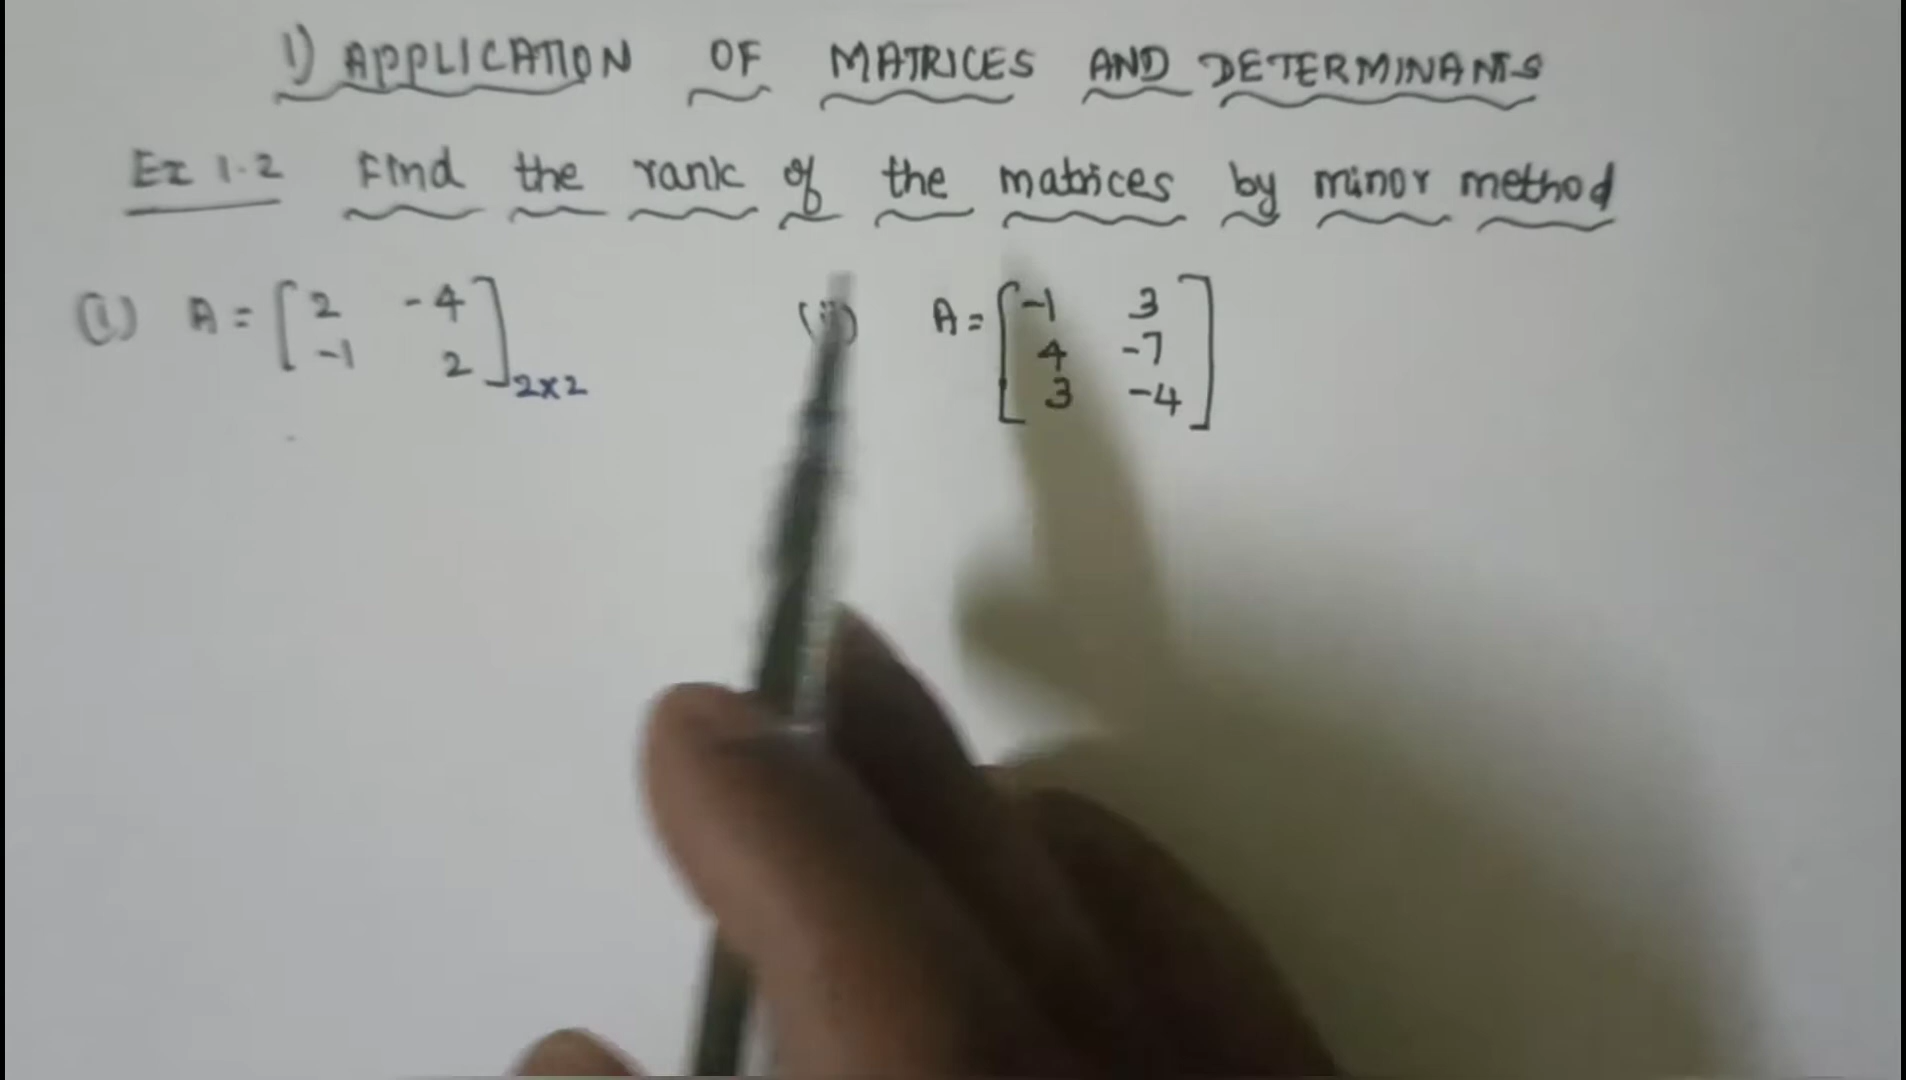 1) APPLICATION OF MATRICES AND DETERMINANTS
Ex 1.2 Find the rank of the matrices by minor method
(i) A = [2 -4
-1 2] 2x2
(ii) A = [-1 3
4 -7
3 -4]